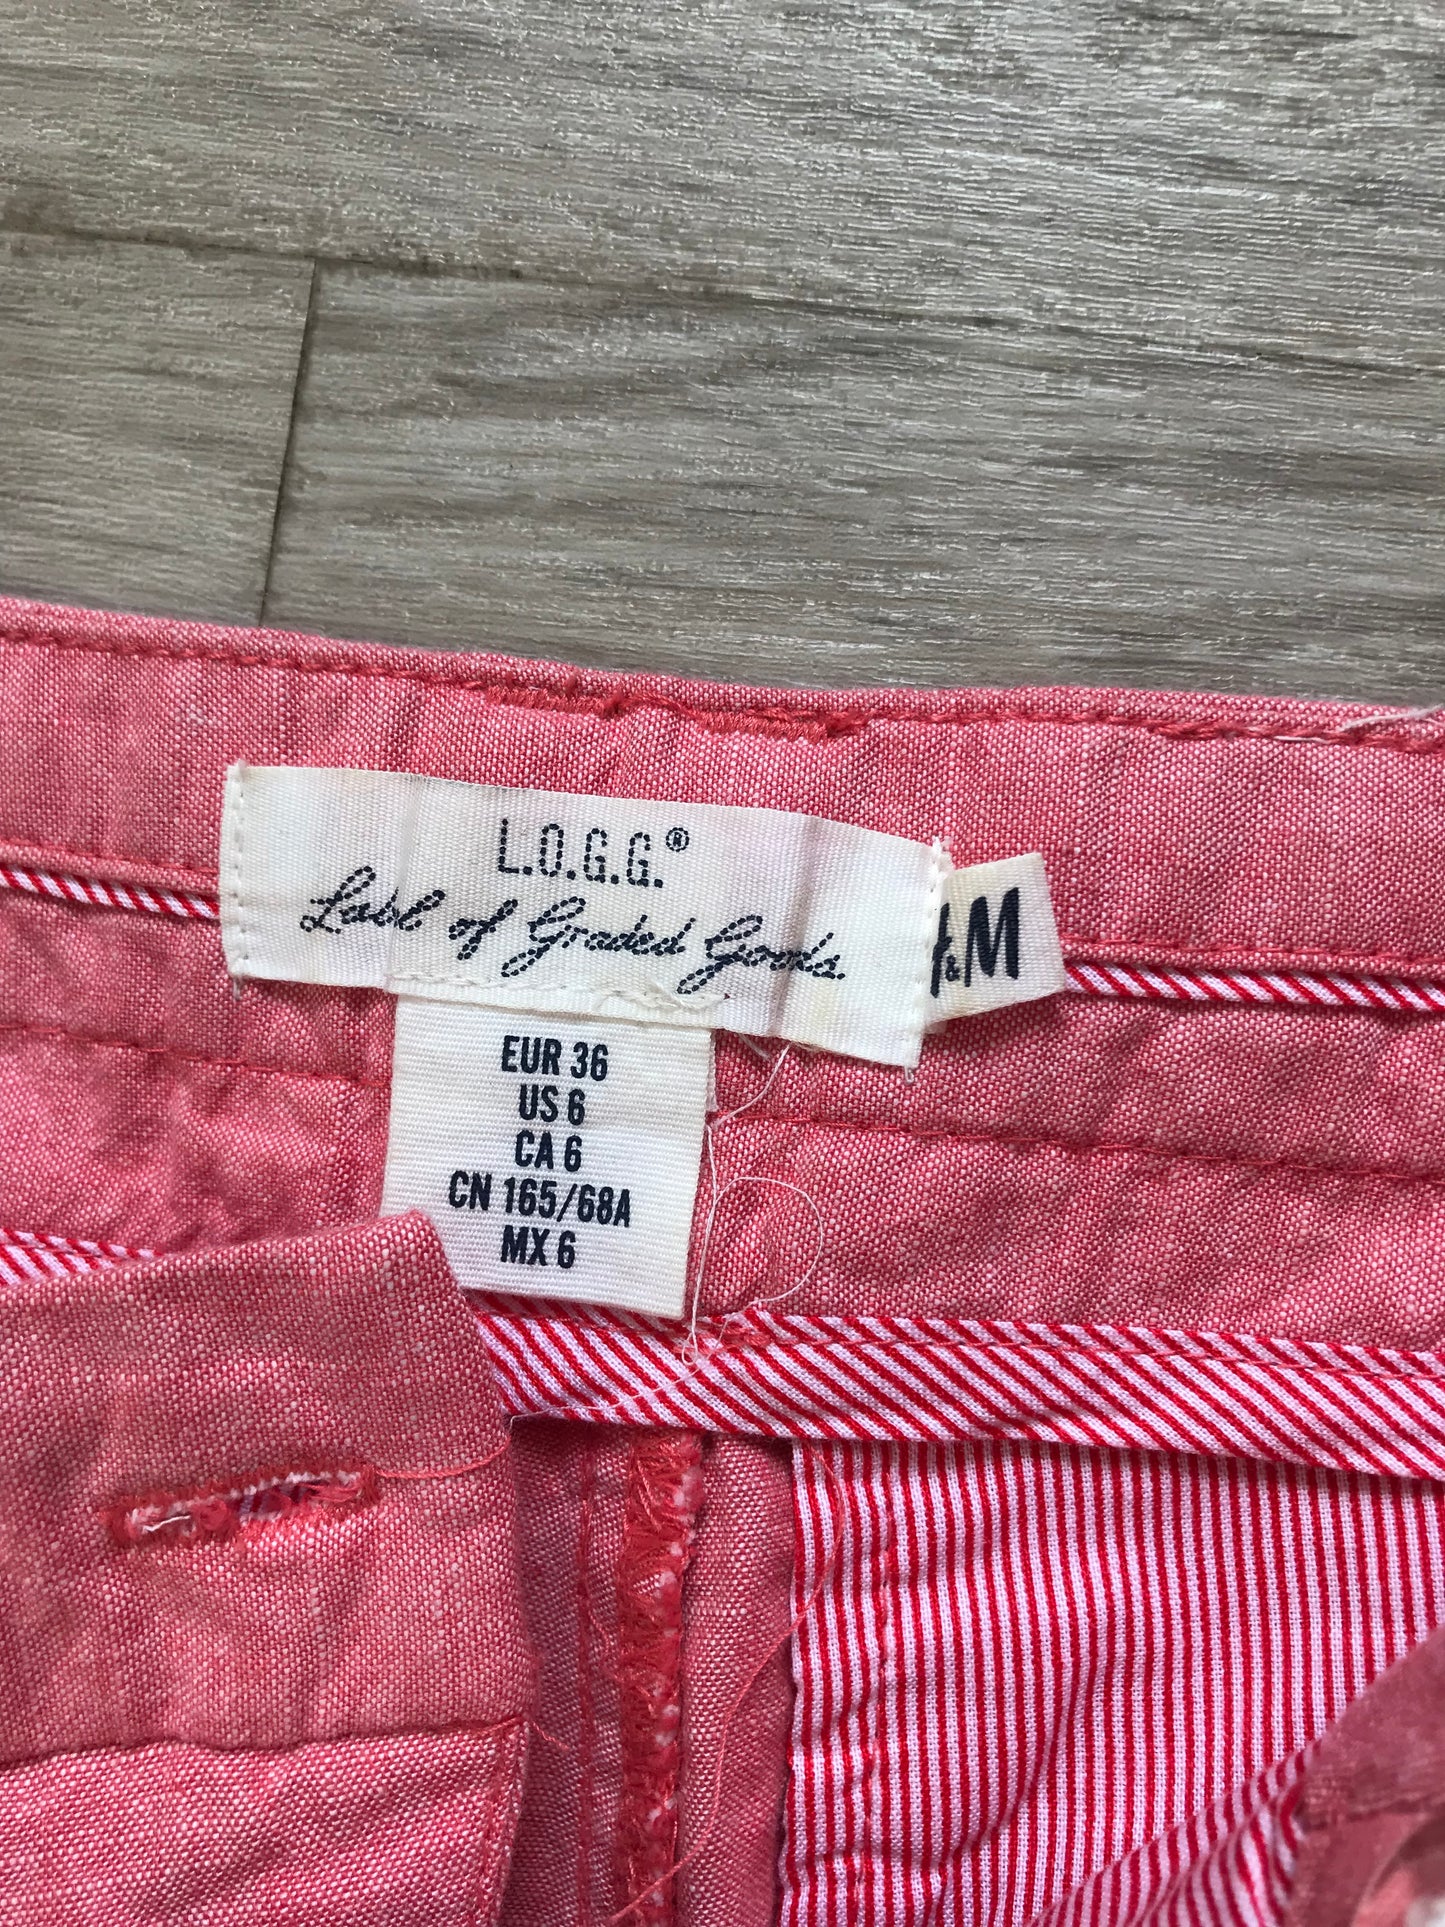 L.O.G.G.®
Label of Graded Goods.
&M
EUR 36
US 6
CA 6
CN 165/68A
MX 6